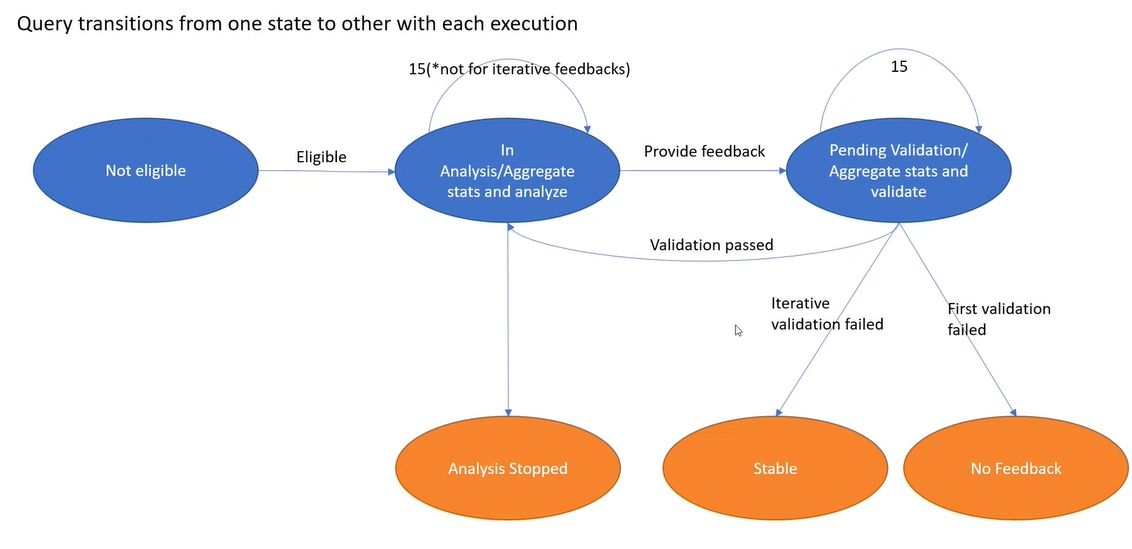 Query transitions from one state to other with each execution
15(*not for iterative feedbacks)
15
Not eligible
Eligible
In
Analysis/Aggregate
stats and analyze
Provide feedback
Pending Validation/
Aggregate stats and
validate
Validation passed
Iterative
validation failed
First validation
failed
Analysis Stopped
Stable
No Feedback